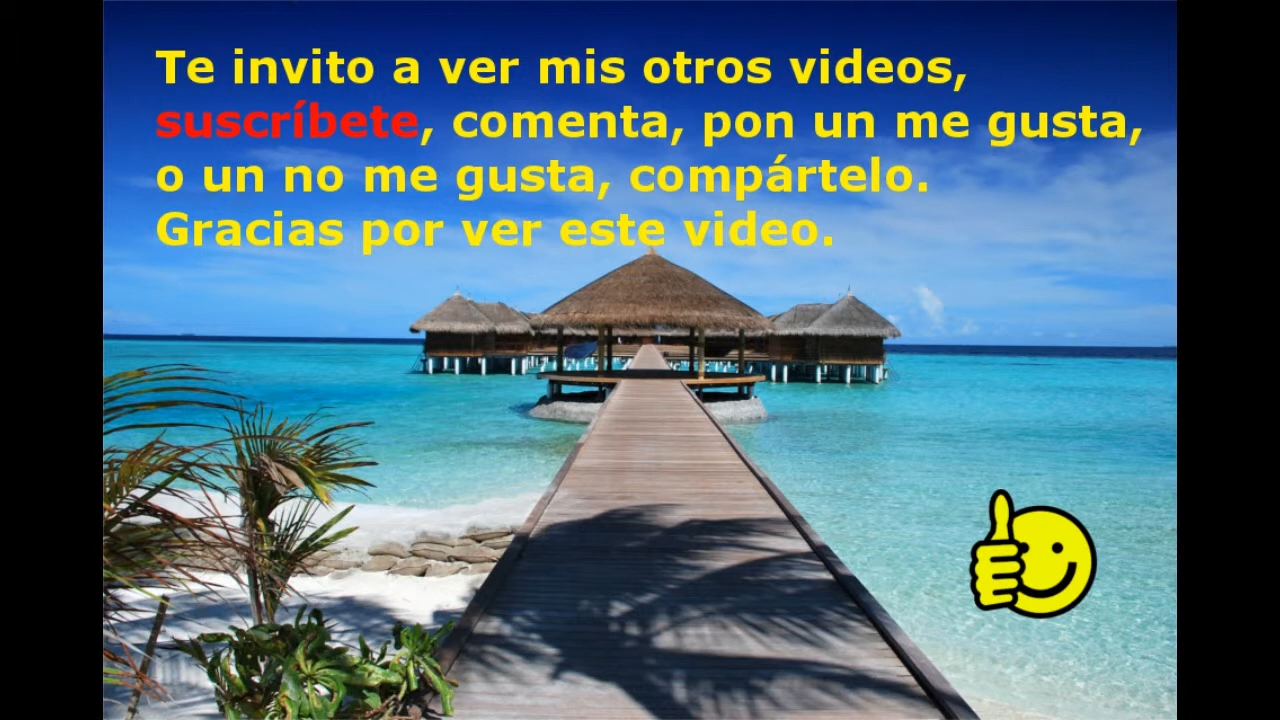 Te invito a ver mis otros videos,
suscríbete, comenta, pon un me gusta,
o un no me gusta, compártelo.
Gracias por ver este video.